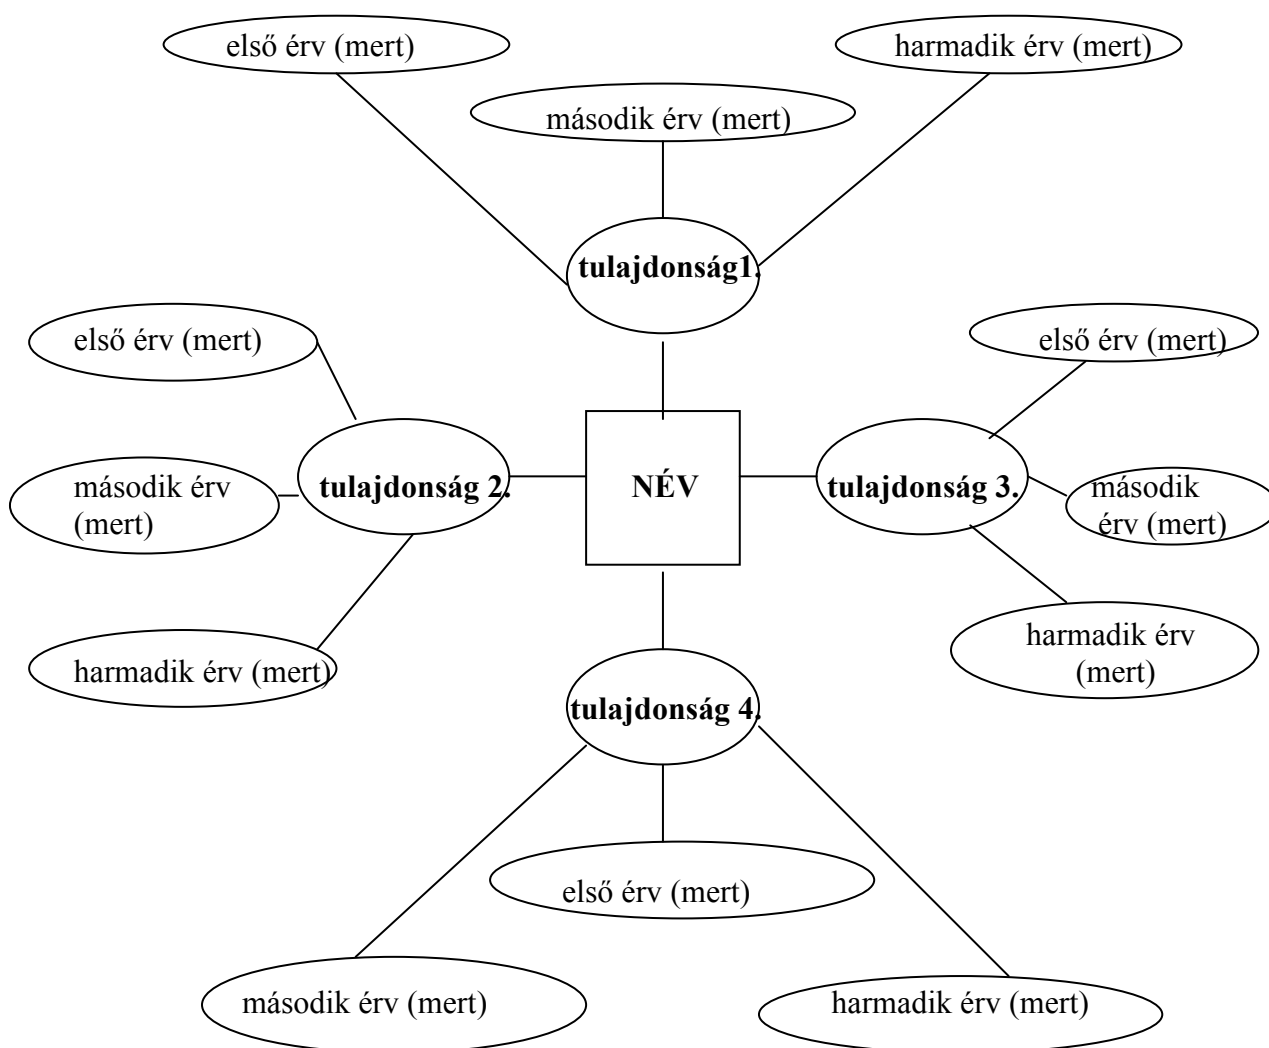 első érv (mert)
harmadik érv (mert)
második érv (mert)
tulajdonság1.
első érv (mert)
első érv (mert)
második érv
(mert)
tulajdonság 2.
NÉV
tulajdonság 3.
második
érv (mert)
harmadik érv (mert)
harmadik érv
(mert)
tulajdonság 4.
első érv (mert)
második érv (mert)
harmadik érv (mert)